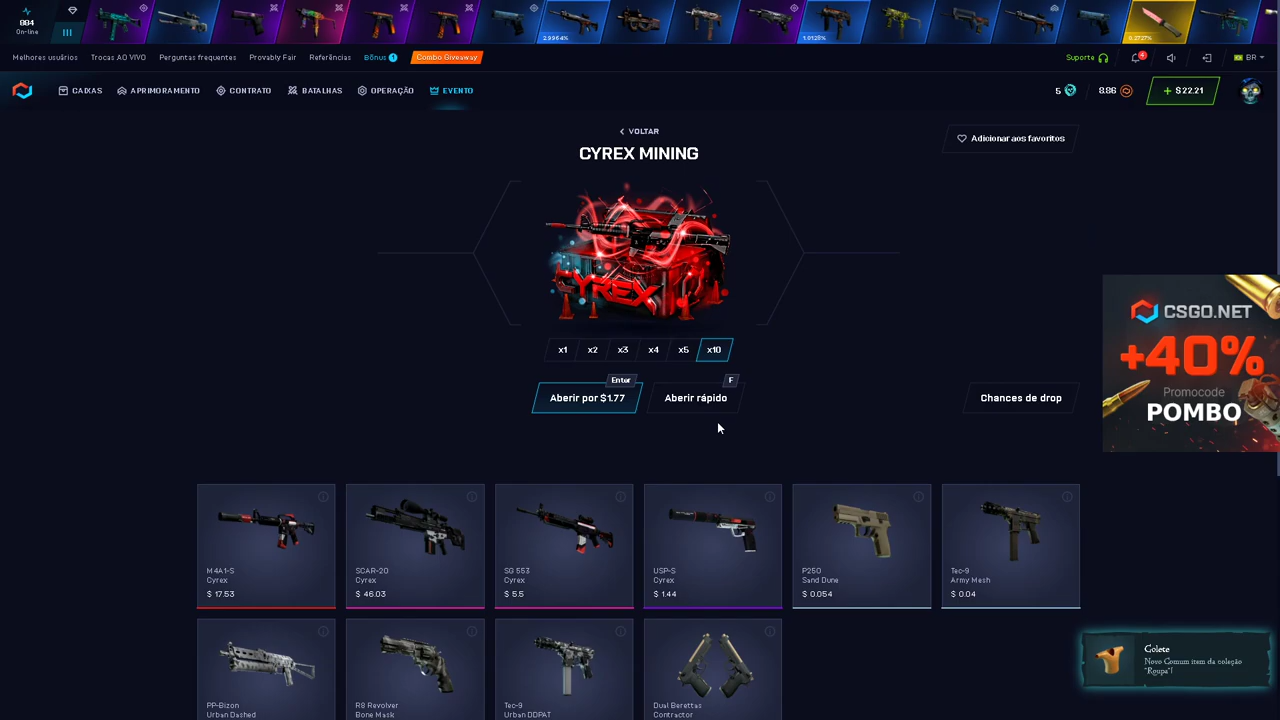 884
On-line
2.9964%
1.0128%
0.2727%
Melhores usuários
Trocas AO VIVO
Perguntas frequentes
Provably Fair
Referências
Bônus 1
Combo Giveaway
Suporte
4
BR
CAIXAS
APRIMORAMENTO
CONTRATO
BATALHAS
OPERAÇÃO
EVENTO
5
8.86
+ $ 22.21
VOLTAR
CYREX MINING
Adicionar aos favoritos
CYREX
x1
x2
x3
x4
x5
x10
Enter
F
Aberir por $1.77
Aberir rápido
Chances de drop
CSGO.NET
+40%
Promocode
POMBO
M4A1-S
Cyrex
$ 17.53
SCAR-20
Cyrex
$ 46.03
SG 553
Cyrex
$ 5.5
USP-S
Cyrex
$ 1.44
P250
Sand Dune
$ 0.054
Tec-9
Army Mesh
$ 0.04
PP-Bizon
Urban Dashed
R8 Revolver
Bone Mask
Tec-9
Urban DDPAT
Dual Berettas
Contractor
Colete
Novo Comum item da coleção
"Roupa"!